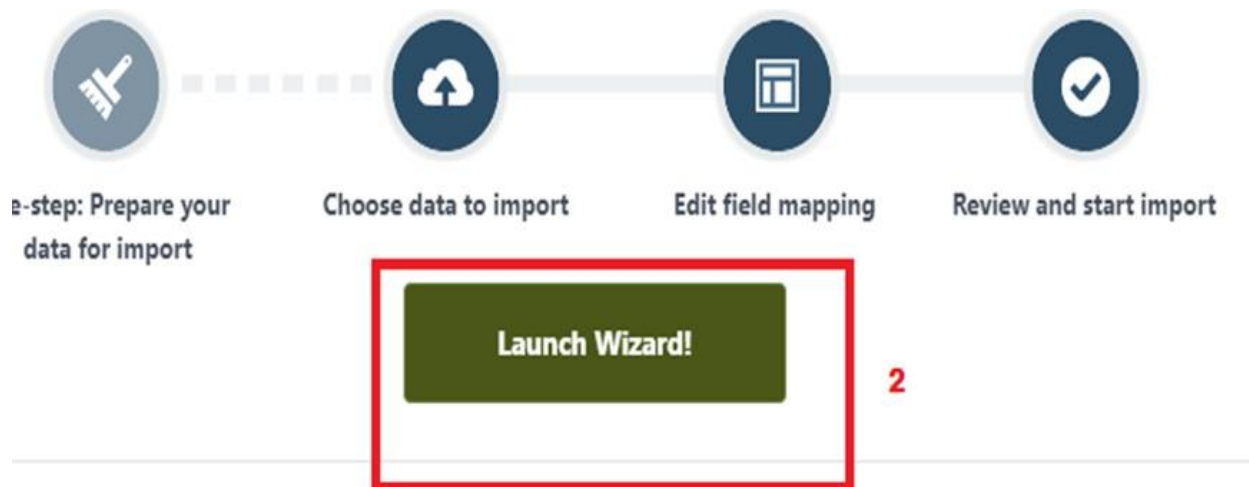 e-step: Prepare your
data for import
Choose data to import
Edit field mapping
Review and start import
Launch Wizard!
2